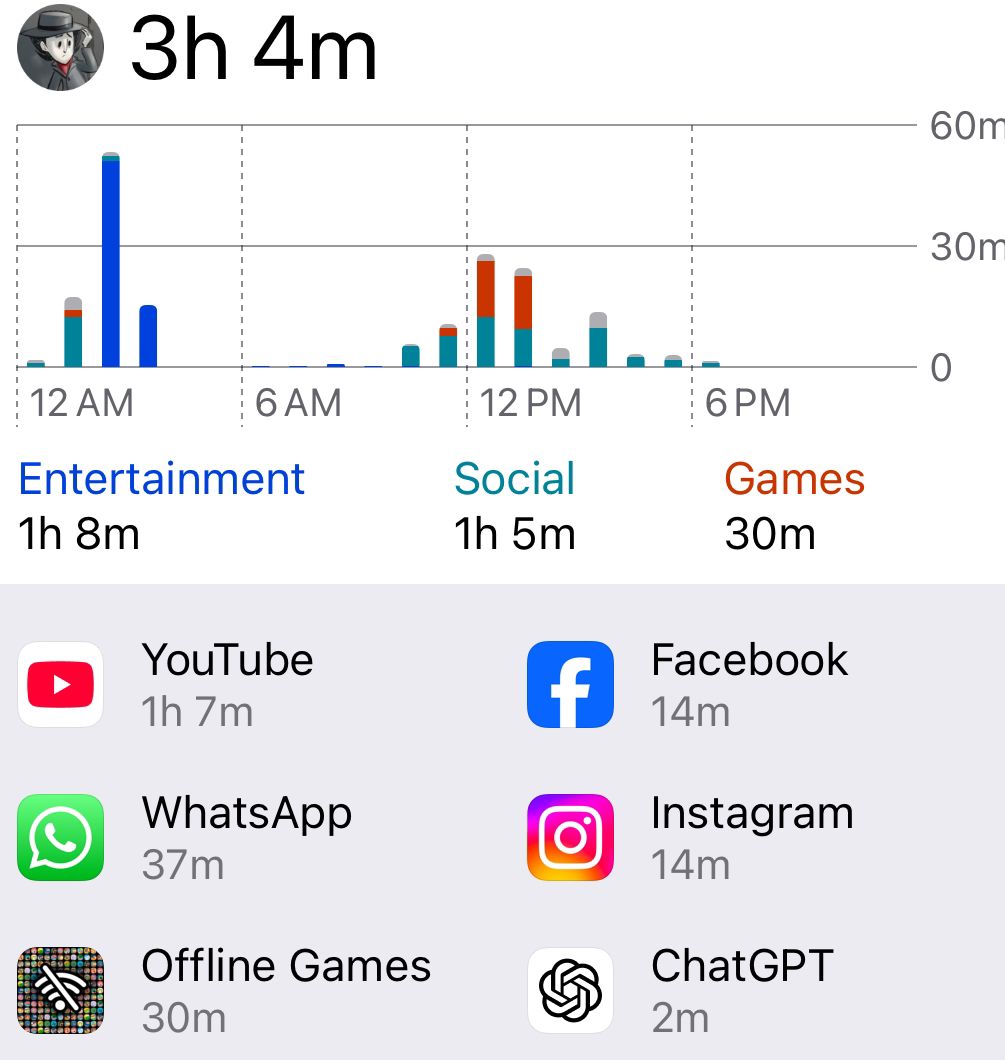 3h 4m
60m
30m
0
12 AM 6 AM 12 PM 6 PM
Entertainment Social Games
1h 8m 1h 5m 30m
YouTube Facebook
1h 7m 14m
WhatsApp Instagram
37m 14m
Offline Games ChatGPT
30m 2m